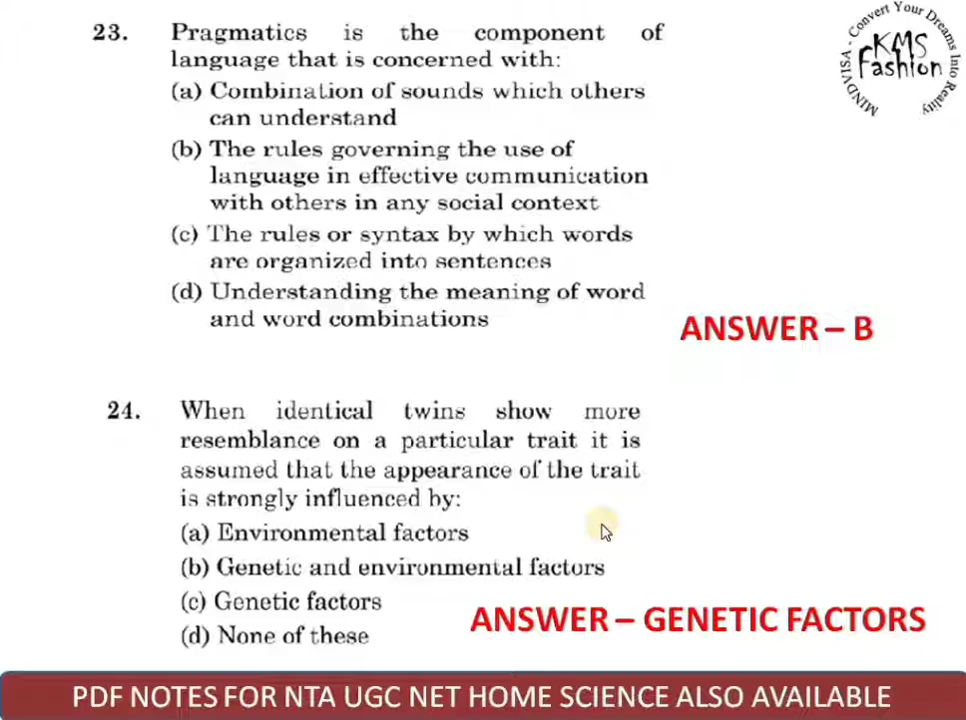 23. Pragmatics is the component of
language that is concerned with:
(a) Combination of sounds which others
can understand
(b) The rules governing the use of
language in effective communication
with others in any social context
(c) The rules or syntax by which words
are organized into sentences
(d) Understanding the meaning of word
and word combinations
ANSWER – B
24. When identical twins show more
resemblance on a particular trait it is
assumed that the appearance of the trait
is strongly influenced by:
(a) Environmental factors
(b) Genetic and environmental factors
(c) Genetic factors
(d) None of these
ANSWER – GENETIC FACTORS
MINDVISA - Convert Your Dreams Into Reality
KMS
Fashion
PDF NOTES FOR NTA UGC NET HOME SCIENCE ALSO AVAILABLE